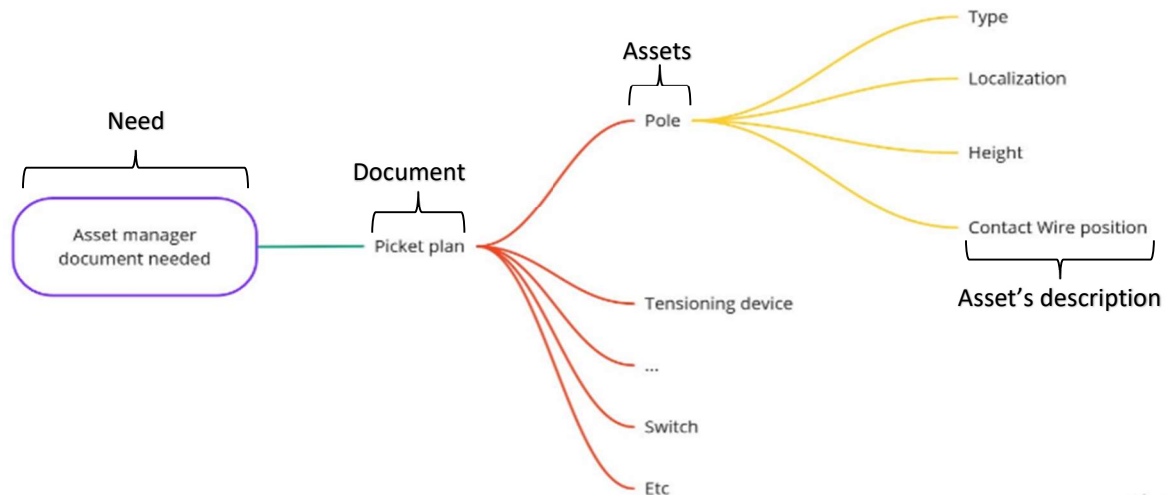 Type
Assets
Localization
Need
Pole
Height
Document
Contact Wire position
Asset manager
document needed
Picket plan
Asset's description
Tensioning device
...
Switch
Etc